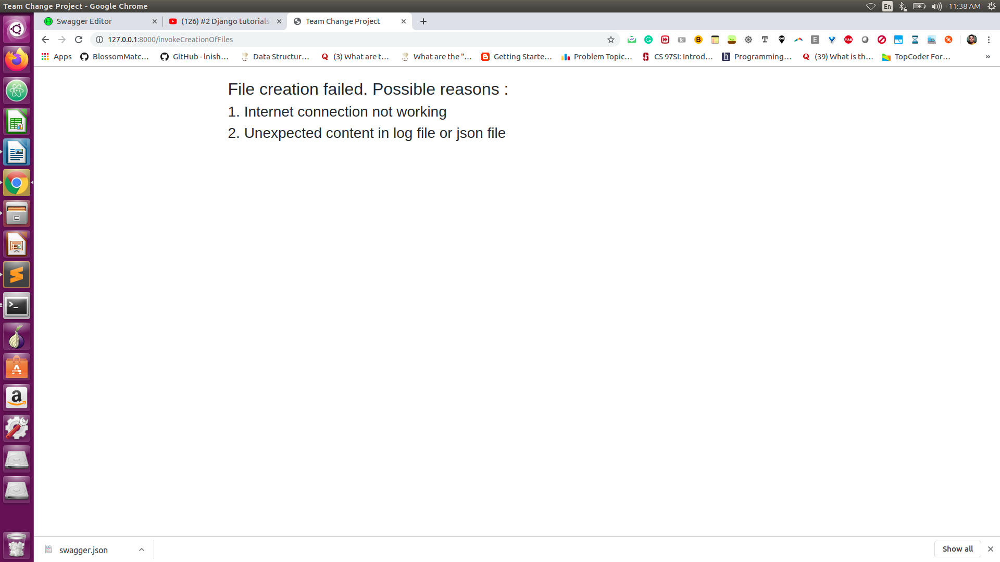 Team Change Project - Google Chrome
En
11:38 AM
Swagger Editor
(126) #2 Django tutorials
Team Change Project
127.0.0.1:8000/invokeCreationOfFiles
Apps
BlossomMatc...
GitHub - lnish...
Data Structur...
(3) What are t...
What are the "...
Getting Starte...
Problem Topic...
CS 97SI: Introd...
Programming...
(39) What is th...
TopCoder For...
»
File creation failed. Possible reasons :
1. Internet connection not working
2. Unexpected content in log file or json file
swagger.json
Show all